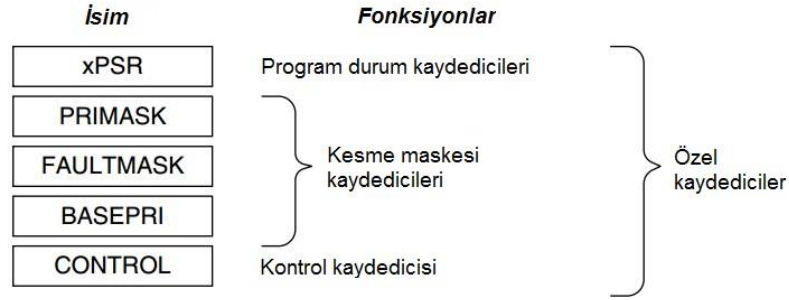 İsim Fonksiyonlar
xPSR Program durum kaydedicileri
PRIMASK
FAULTMASK
BASEPRI
Kesme maskesi
kaydedicileri
CONTROL Kontrol kaydedicisi
Özel
kaydediciler